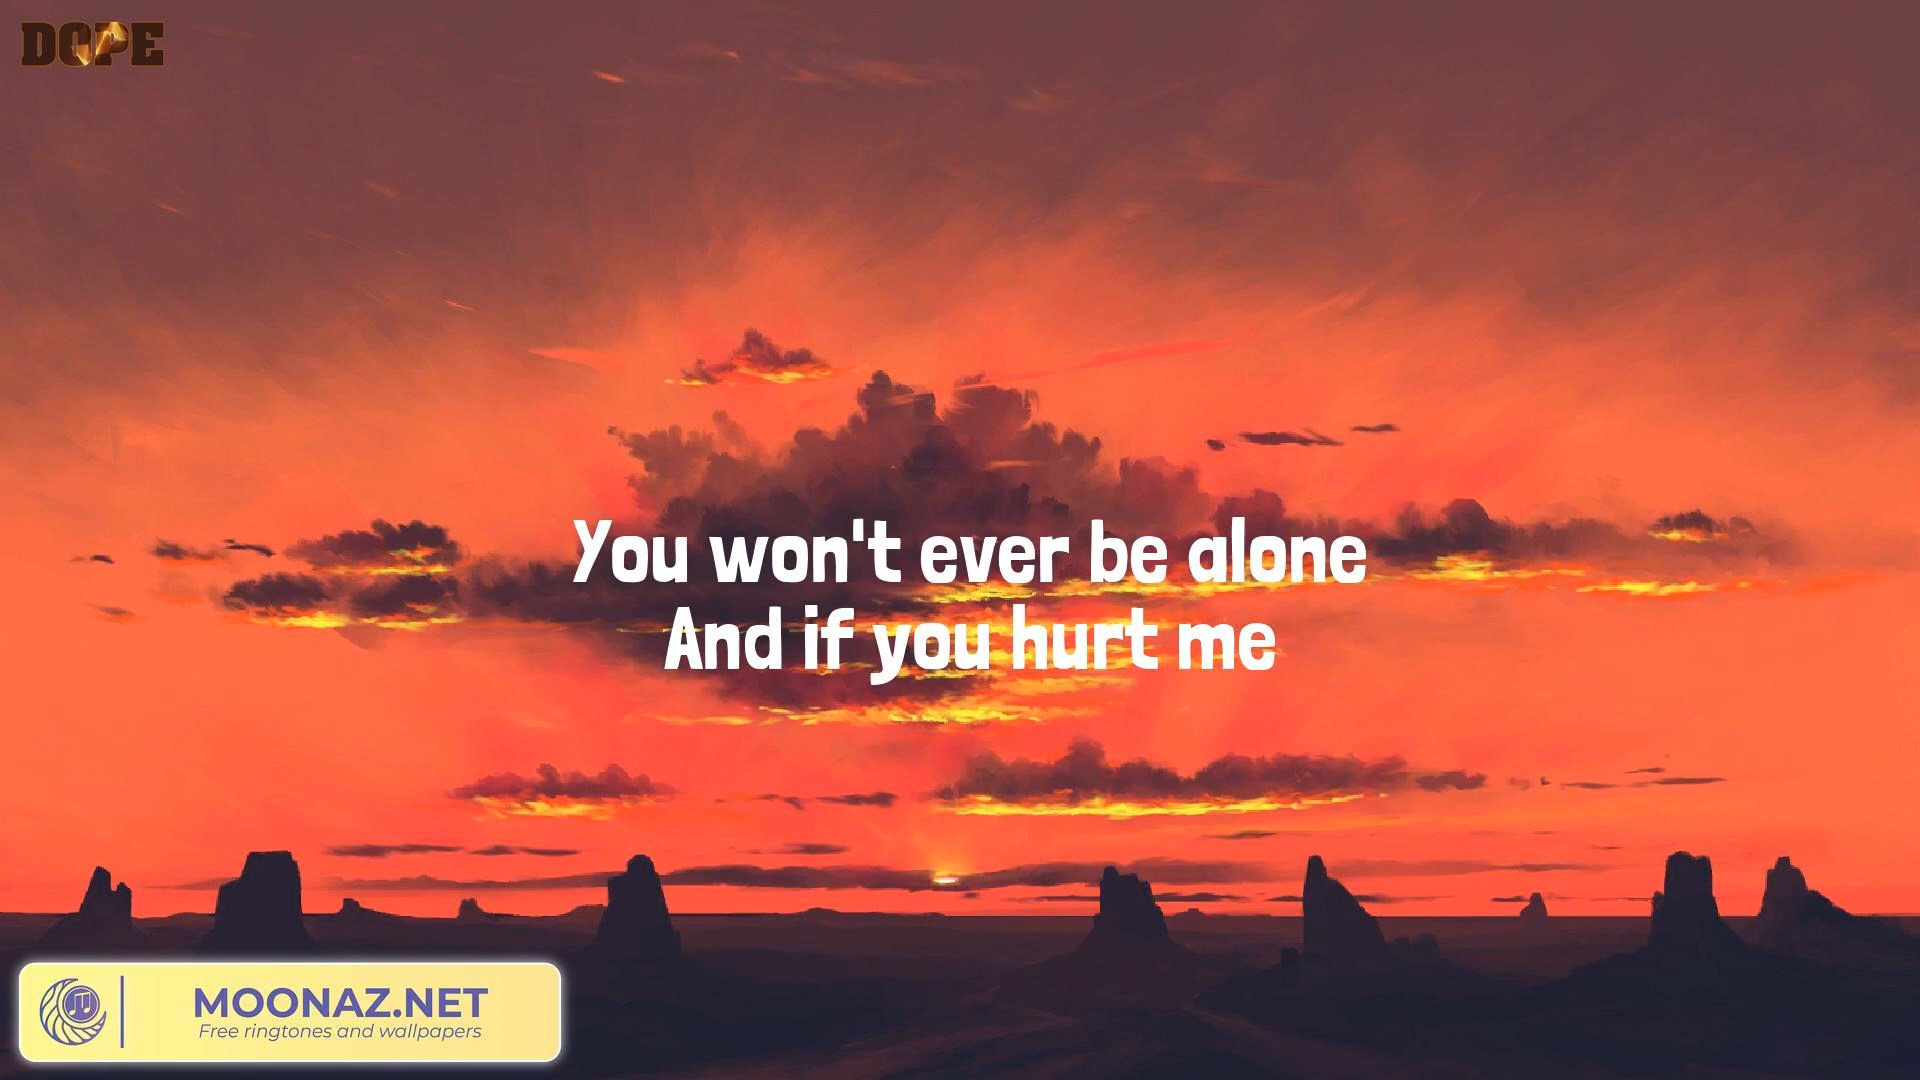 DOPE
You won't ever be alone
And if you hurt me
MOONAZ.NET
Free ringtones and wallpapers